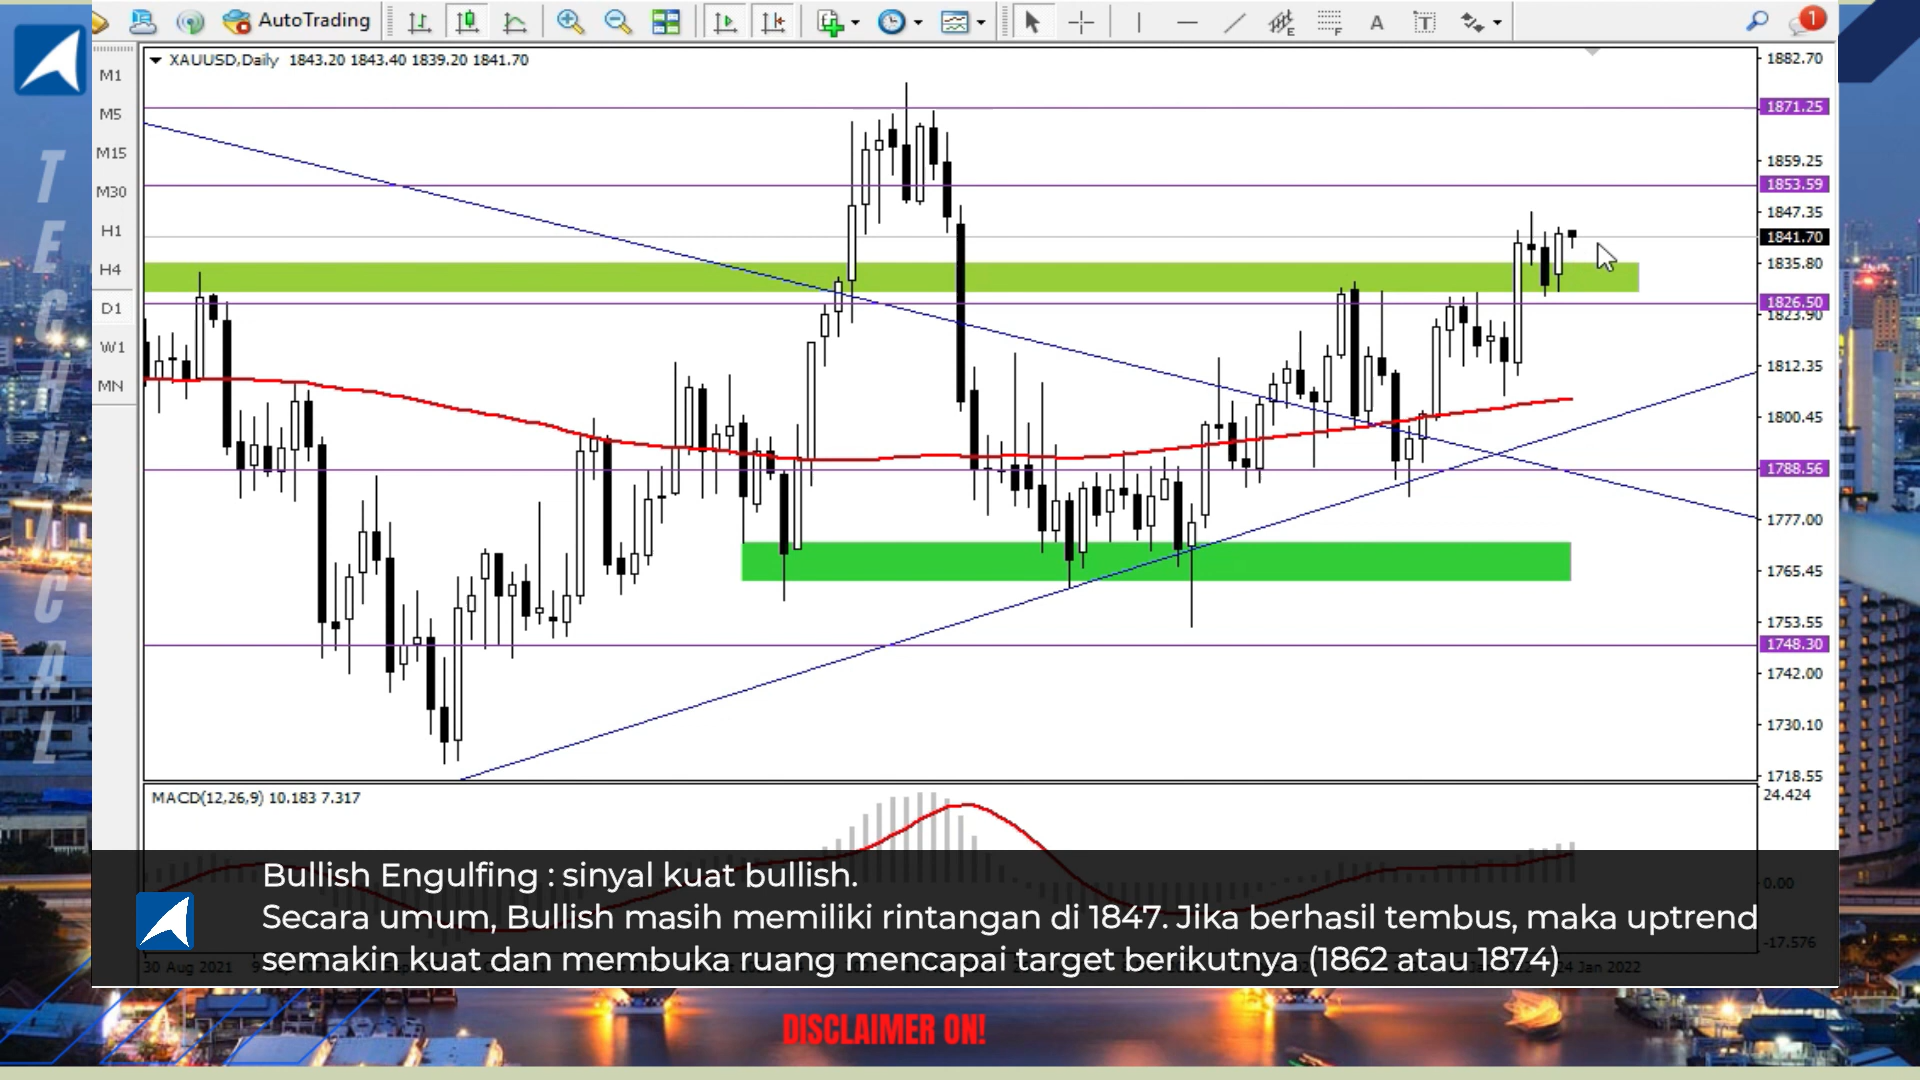 AutoTrading
E
F
A
T
1
M1
M5
M15
M30
H1
H4
D1
W1
MN
TECHNICAL
XAUUSD,Daily 1843.20 1843.40 1839.20 1841.70
1882.70
1871.25
1859.25
1853.59
1847.35
1841.70
1835.80
1826.50
1823.90
1812.35
1800.45
1788.56
1777.00
1765.45
1753.55
1748.30
1742.00
1730.10
1718.55
MACD(12,26,9) 10.183 7.317
24.424
0.00
-17.576
Bullish Engulfing : sinyal kuat bullish.
Secara umum, Bullish masih memiliki rintangan di 1847. Jika berhasil tembus, maka uptrend
semakin kuat dan membuka ruang mencapai target berikutnya (1862 atau 1874)
30 Aug 2021
24 Jan 2022
DISCLAIMER ON!